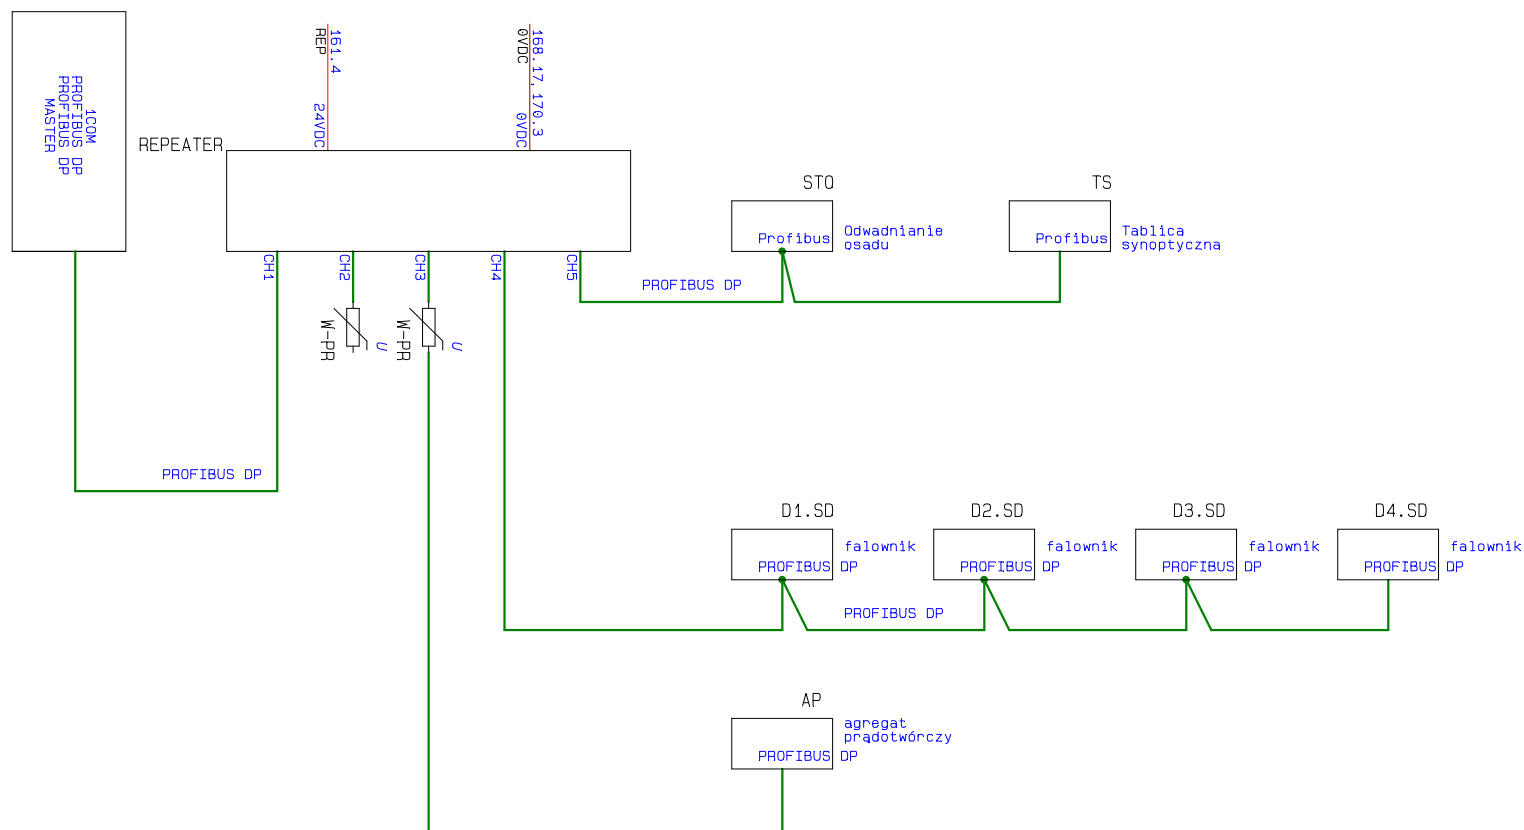 1COM
PROFIBUS DP
PROFIBUS DP
MASTER
REPEATER
161.4
REP
24VDC
168.17, 170.3
0VDC
0VDC
CH1
CH2
CH3
CH4
CH5
W-PR
U
W-PR
U
PROFIBUS DP
PROFIBUS DP
STO
Profibus
Odwadnianie
osadu
TS
Profibus
Tablica
synoptyczna
D1.SD
falownik
PROFIBUS DP
D2.SD
falownik
PROFIBUS DP
D3.SD
falownik
PROFIBUS DP
D4.SD
falownik
PROFIBUS DP
PROFIBUS DP
AP
agregat
prądotwórczy
PROFIBUS DP